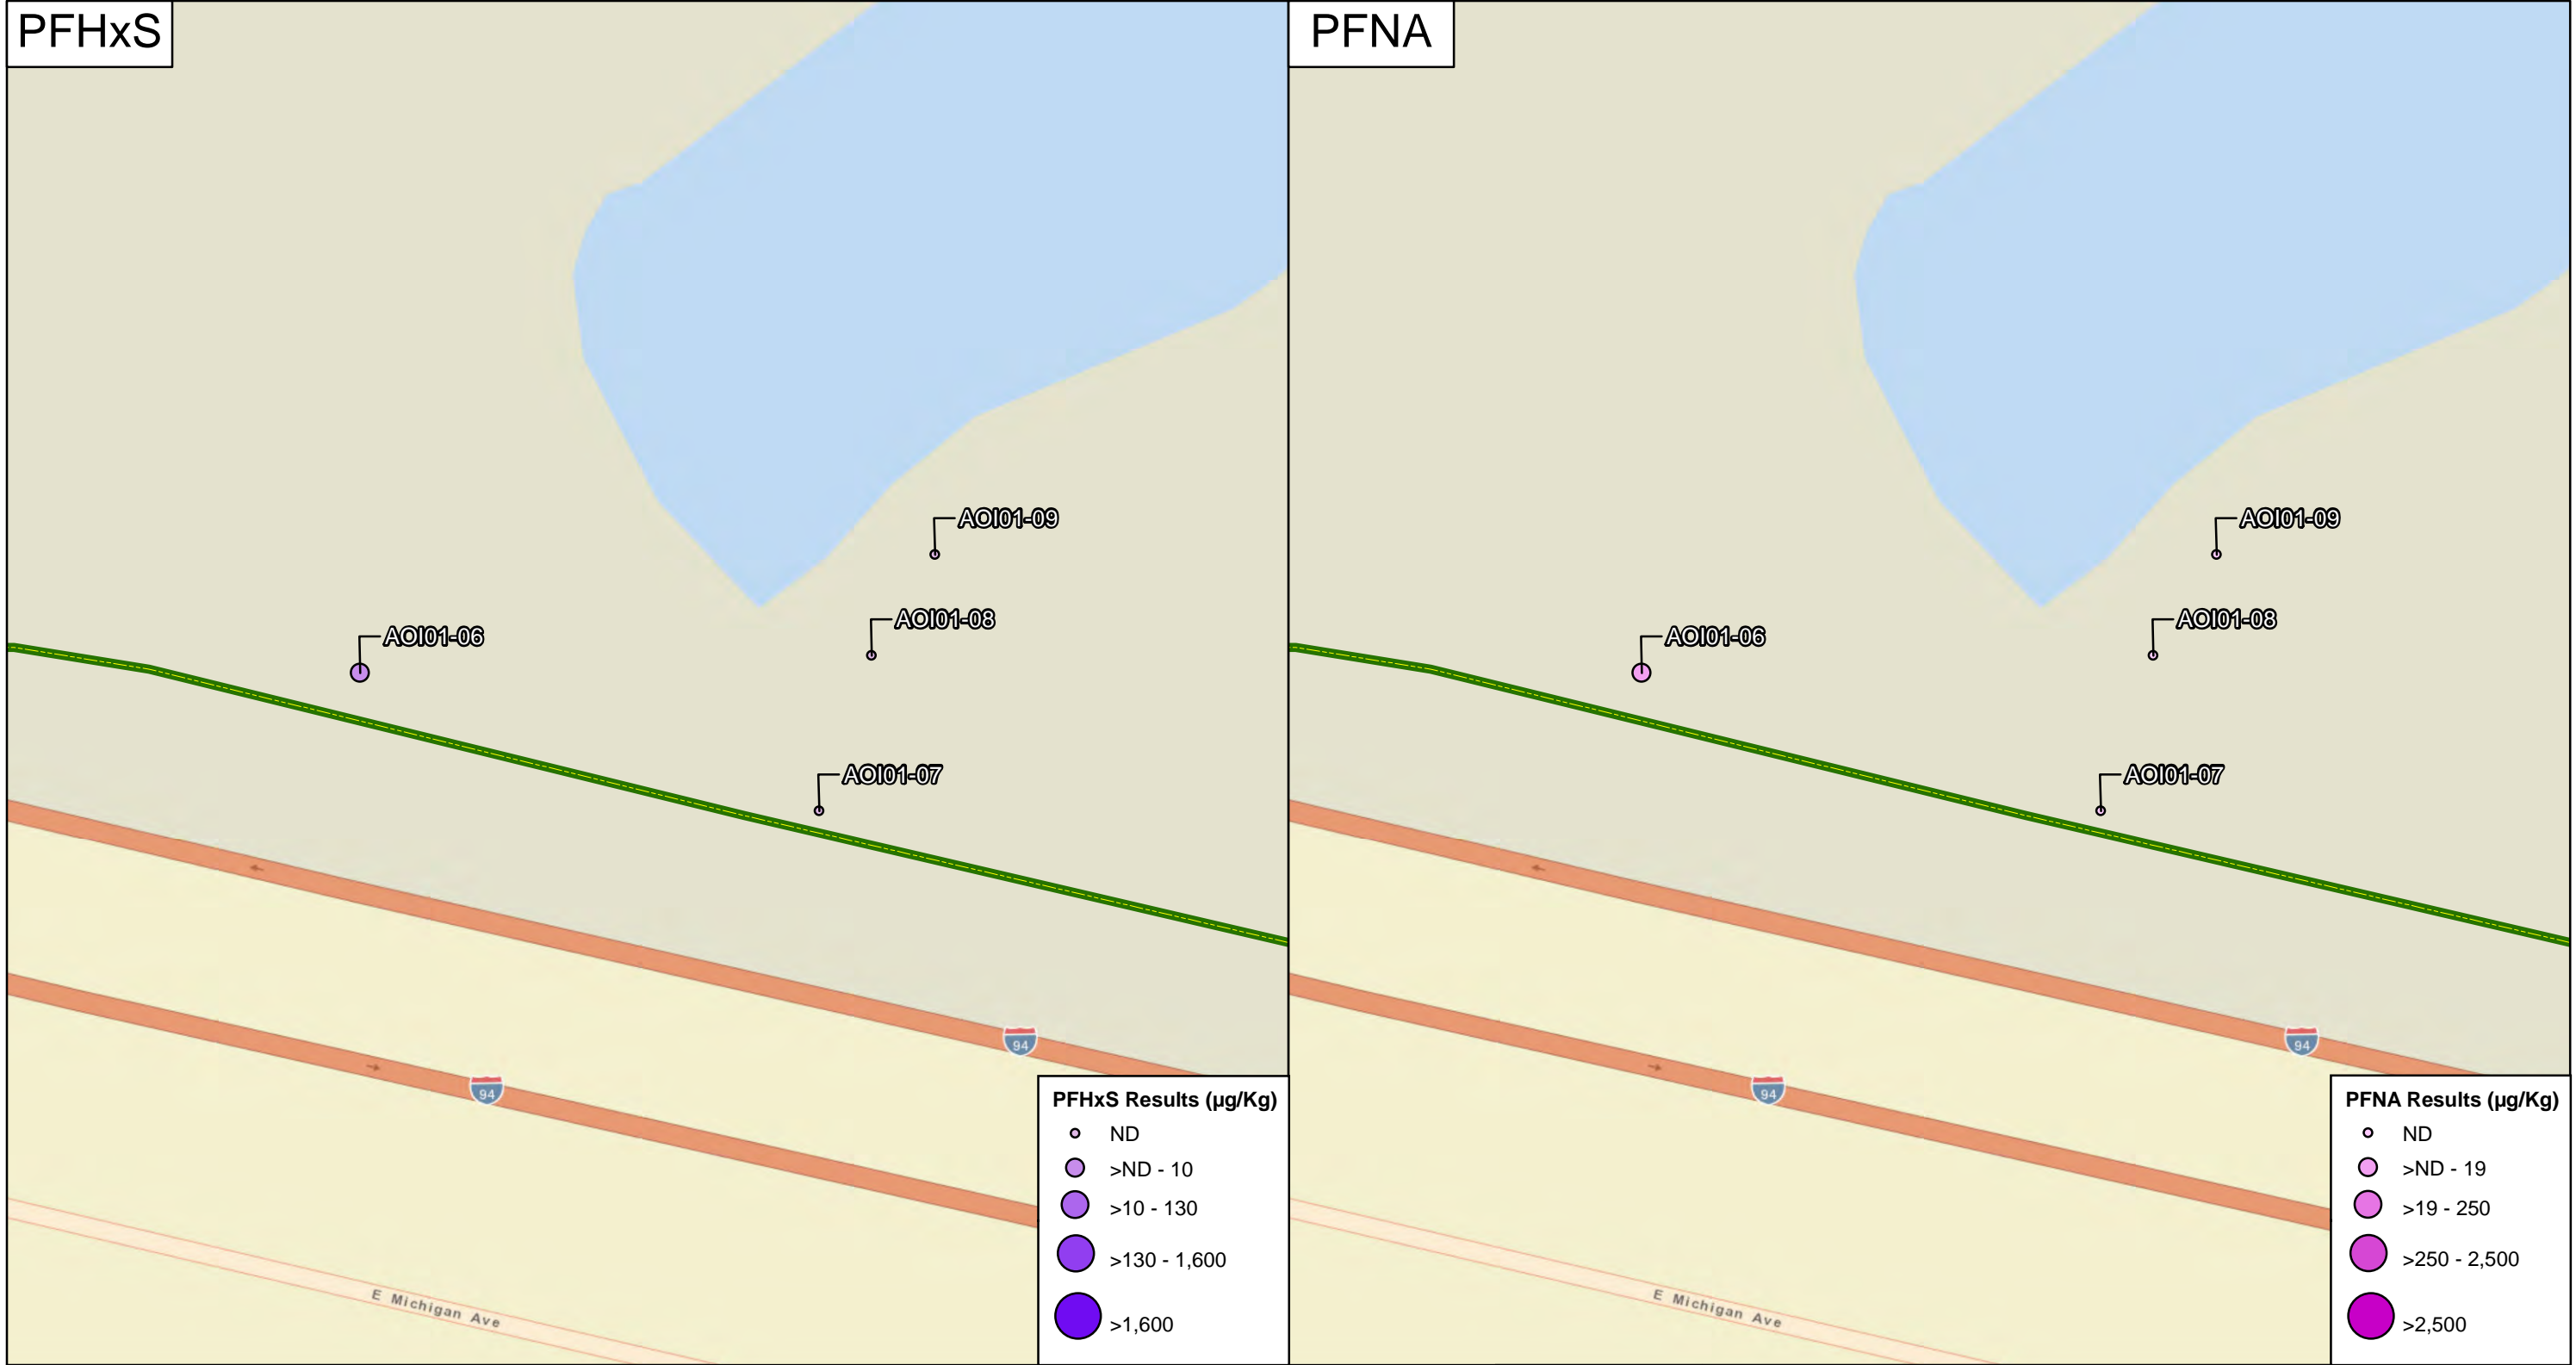 PFHxS
AOI01-09
AOI01-08
AOI01-06
AOI01-07
94
94
E Michigan Ave
PFHxS Results (µg/Kg)
ND
>ND - 10
>10 - 130
>130 - 1,600
>1,600
PFNA
AOI01-09
AOI01-08
AOI01-06
AOI01-07
94
94
E Michigan Ave
PFNA Results (µg/Kg)
ND
>ND - 19
>19 - 250
>250 - 2,500
>2,500